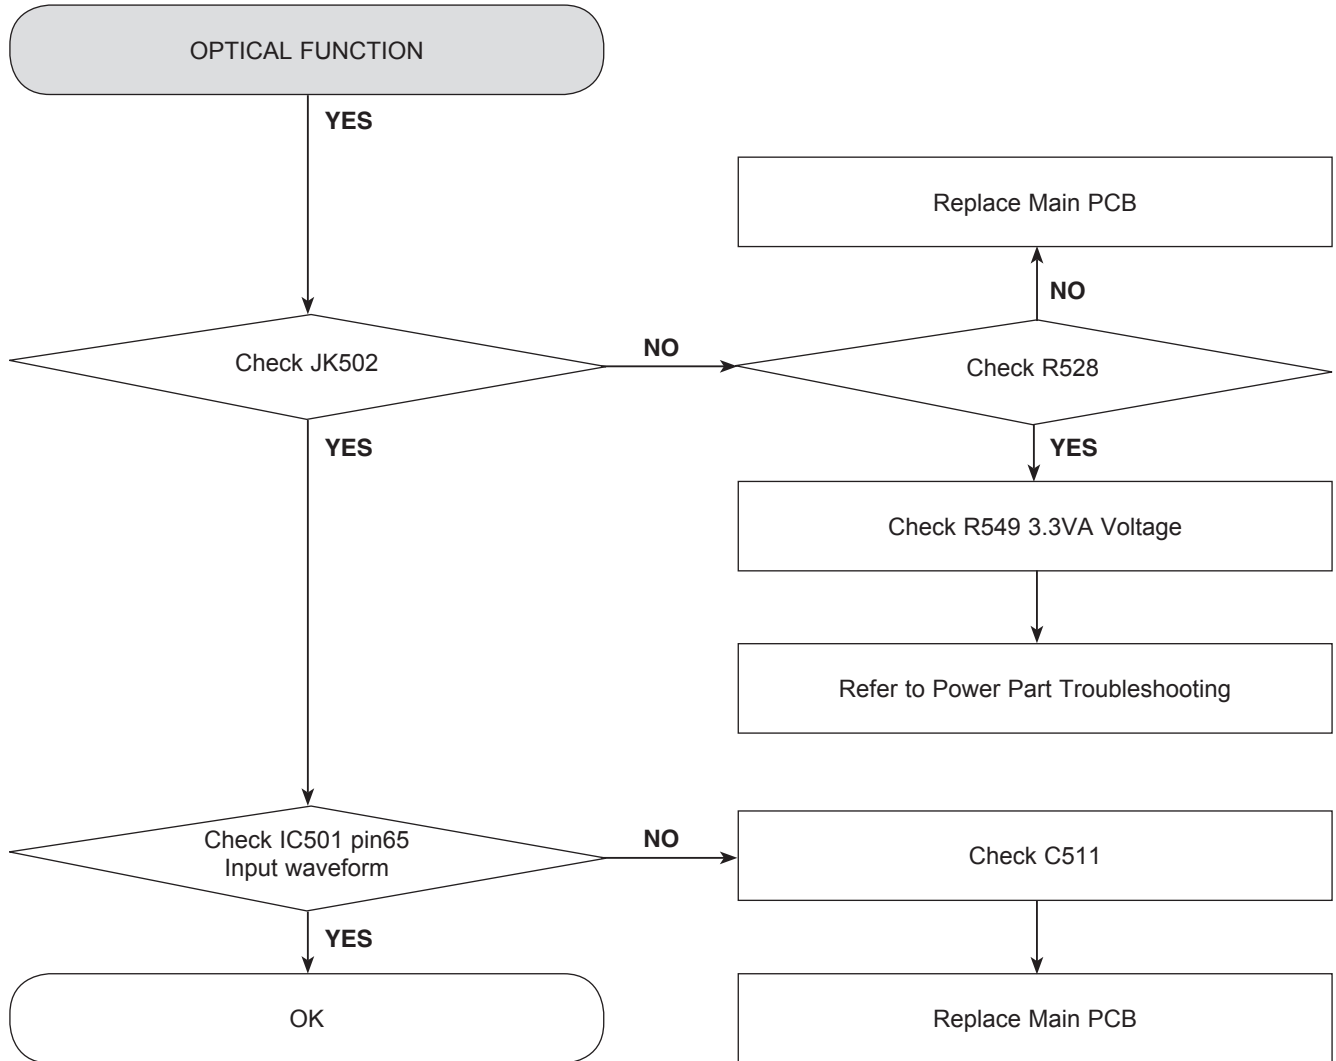 OPTICAL FUNCTION
YES
Replace Main PCB
NO
Check JK502
NO
Check R528
YES
YES
Check R549 3.3VA Voltage
Refer to Power Part Troubleshooting
Check IC501 pin65
Input waveform
NO
Check C511
YES
OK
Replace Main PCB